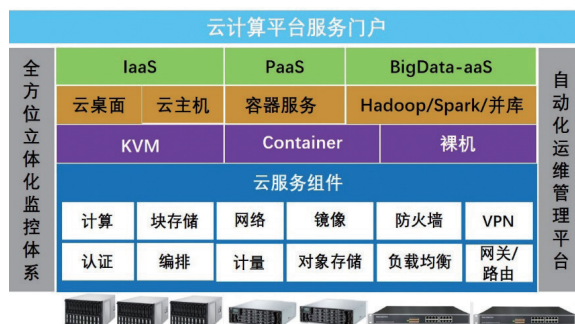 云计算平台服务门户
全方位立体化监控体系
IaaS
PaaS
BigData-aaS
云桌面
云主机
容器服务
Hadoop/Spark/并库
KVM
Container
裸机
云服务组件
计算
块存储
网络
镜像
防火墙
VPN
认证
编排
计量
对象存储
负载均衡
网关/
路由
自动化运维管理平台